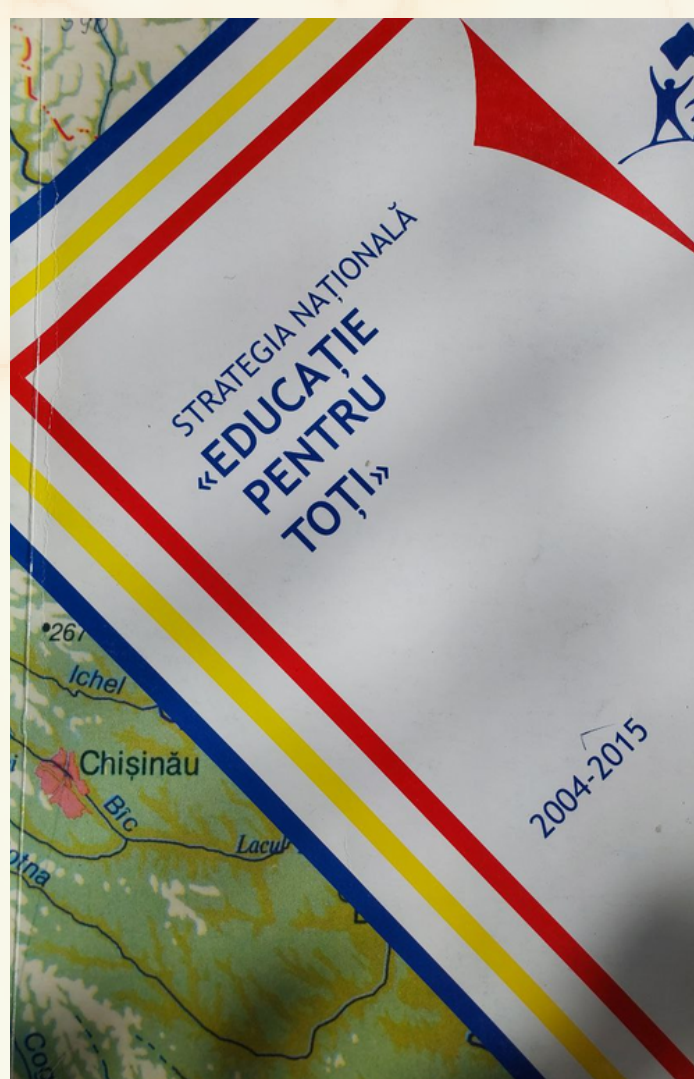 STRATEGIA NAȚIONALĂ
«EDUCAȚIE
PENTRU
TOȚI»
2004-2015
•267
Ichel
Chișinău
Bîc
Lacul